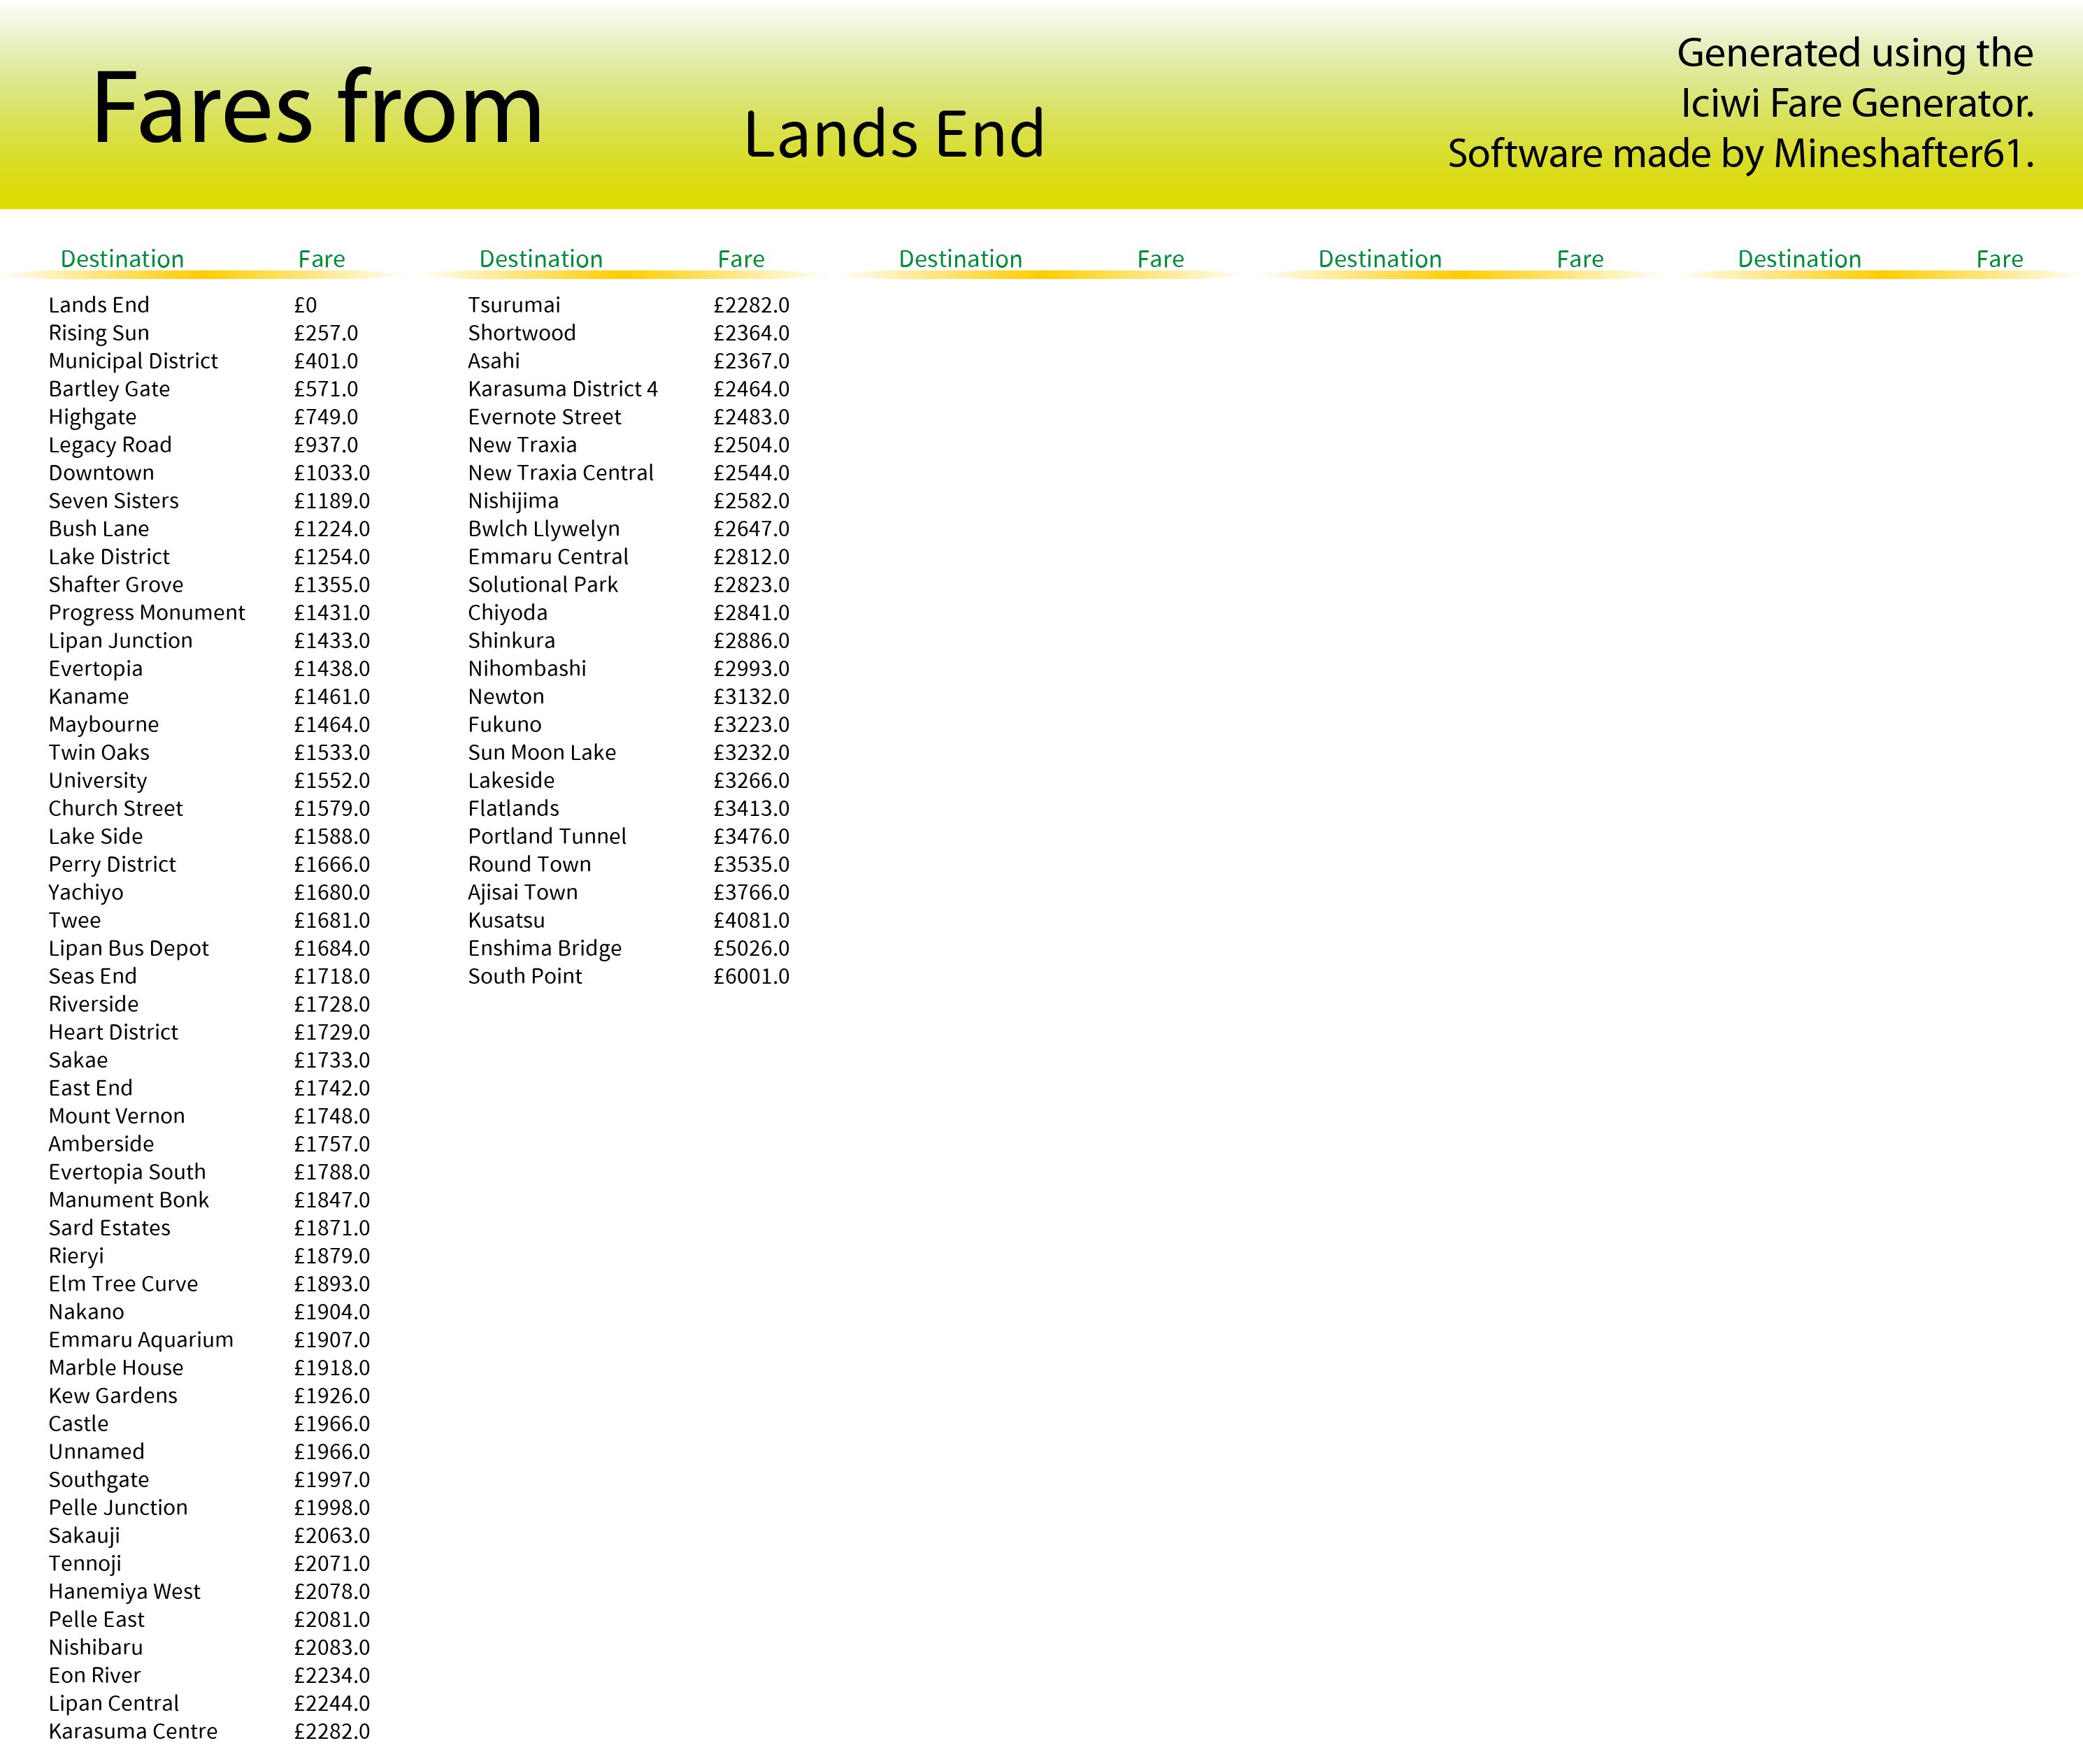 Fares from
Lands End
Generated using the
Iciwi Fare Generator.
Software made by Mineshafter61.
Destination Fare
Lands End £0
Rising Sun £257.0
Municipal District £401.0
Bartley Gate £571.0
Highgate £749.0
Legacy Road £937.0
Downtown £1033.0
Seven Sisters £1189.0
Bush Lane £1224.0
Lake District £1254.0
Shafter Grove £1355.0
Progress Monument £1431.0
Lipan Junction £1433.0
Evertopia £1438.0
Kaname £1461.0
Maybourne £1464.0
Twin Oaks £1533.0
University £1552.0
Church Street £1579.0
Lake Side £1588.0
Perry District £1666.0
Yachiyo £1680.0
Twee £1681.0
Lipan Bus Depot £1684.0
Seas End £1718.0
Riverside £1728.0
Heart District £1729.0
Sakae £1733.0
East End £1742.0
Mount Vernon £1748.0
Amberside £1757.0
Evertopia South £1788.0
Manument Bonk £1847.0
Sard Estates £1871.0
Rieryi £1879.0
Elm Tree Curve £1893.0
Nakano £1904.0
Emmaru Aquarium £1907.0
Marble House £1918.0
Kew Gardens £1926.0
Castle £1966.0
Unnamed £1966.0
Southgate £1997.0
Pelle Junction £1998.0
Sakauji £2063.0
Tennoji £2071.0
Hanemiya West £2078.0
Pelle East £2081.0
Nishibaru £2083.0
Eon River £2234.0
Lipan Central £2244.0
Karasuma Centre £2282.0
Destination Fare
Tsurumai £2282.0
Shortwood £2364.0
Asahi £2367.0
Karasuma District 4 £2464.0
Evernote Street £2483.0
New Traxia £2504.0
New Traxia Central £2544.0
Nishijima £2582.0
Bwlch Llywelyn £2647.0
Emmaru Central £2812.0
Solutional Park £2823.0
Chiyoda £2841.0
Shinkura £2886.0
Nihombashi £2993.0
Newton £3132.0
Fukuno £3223.0
Sun Moon Lake £3232.0
Lakeside £3266.0
Flatlands £3413.0
Portland Tunnel £3476.0
Round Town £3535.0
Ajisai Town £3766.0
Kusatsu £4081.0
Enshima Bridge £5026.0
South Point £6001.0
Destination Fare
Destination Fare
Destination Fare